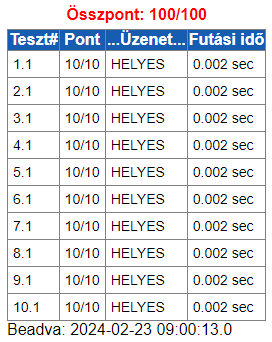 Összpont: 100/100
Teszt# Pont ...Üzenet... Futási idő
1.1 10/10 HELYES 0.002 sec
2.1 10/10 HELYES 0.002 sec
3.1 10/10 HELYES 0.002 sec
4.1 10/10 HELYES 0.002 sec
5.1 10/10 HELYES 0.002 sec
6.1 10/10 HELYES 0.002 sec
7.1 10/10 HELYES 0.002 sec
8.1 10/10 HELYES 0.002 sec
9.1 10/10 HELYES 0.002 sec
10.1 10/10 HELYES 0.002 sec
Beadva: 2024-02-23 09:00:13.0